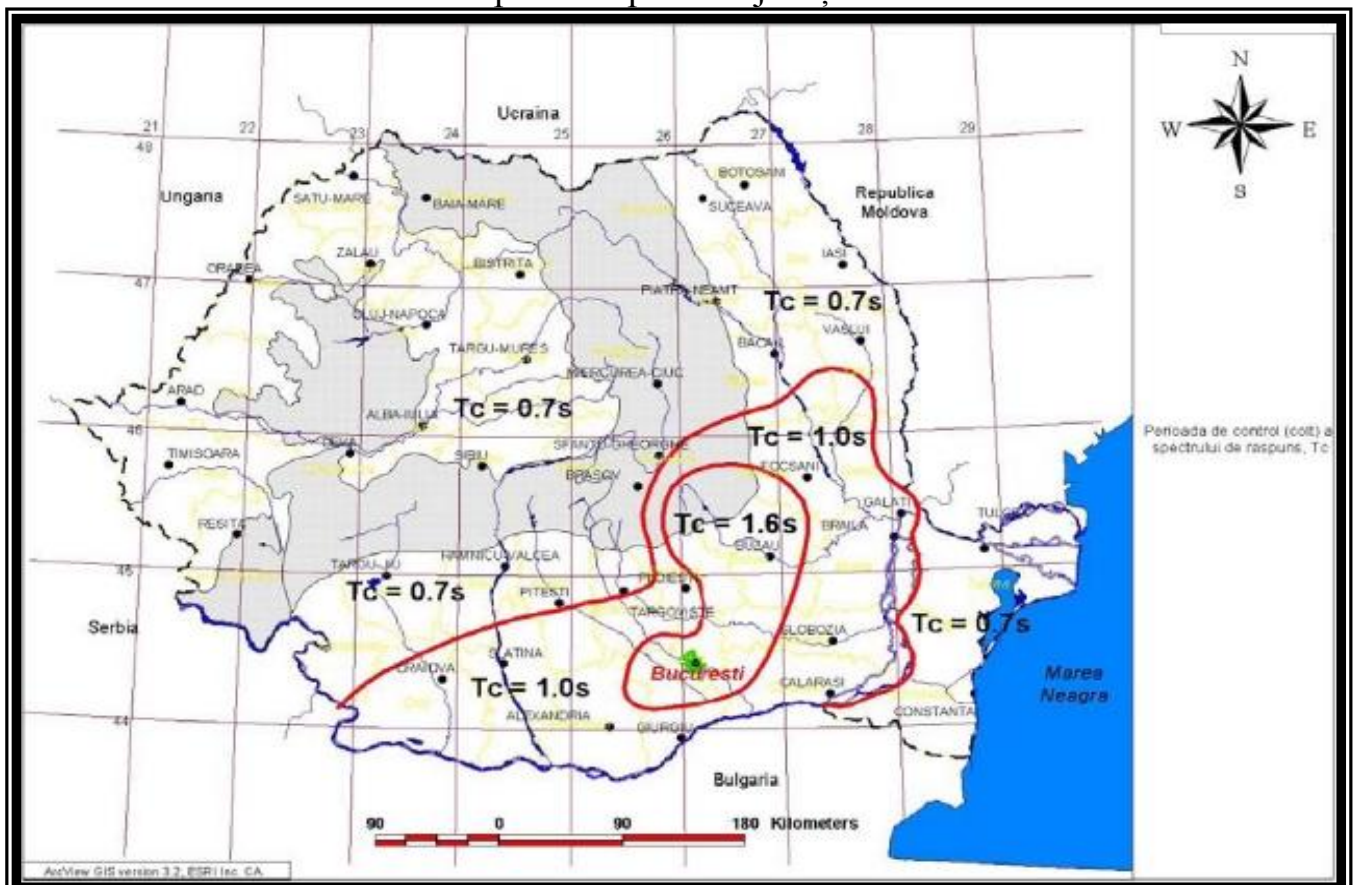 N
W E
S
Ucraina
21 22 23 24 25 26 27 28 29
48
Ungaria
Republica
Moldova
BOTOSANI
SATU-MARE
BAIA-MARE
SUCEAVA
ZALAU
IASI
ORADEA
BISTRITA
47
PIATRA-NEAMT
Tc = 0.7s
CLUJ-NAPOCA
VASLUI
TARGU-MURES
BACAU
MIERCUREA-CIUC
ARAD
ALBA-IULIA
Tc = 0.7s
46
Tc = 1.0s
Perioada de control (colt) a
spectrului de raspuns, Tc
SFANTU-GHEORGHE
TIMISOARA
DEVA
SIBIU
BRASOV
FOCSANI
GALATI
RESITA
Tc = 1.6s
BRAILA
TULCEA
BUZAU
45
TARGU-JIU
RAMNICU-VALCEA
Tc = 0.7s
PITESTI
PLOIESTI
TARGOVISTE
Serbia
SLOBOZIA
Tc = 0.7s
SLATINA
CRAIOVA
Bucuresti
Marea
Neagra
Tc = 1.0s
CALARASI
CONSTANTA
44
ALEXANDRIA
GIURGIU
Bulgaria
90 0 90 180 Kilometers
ArcView GIS version 3.2, ESRI Inc. CA.